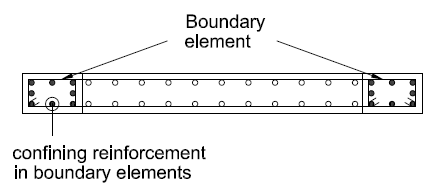 Boundary
element
confining reinforcement
in boundary elements